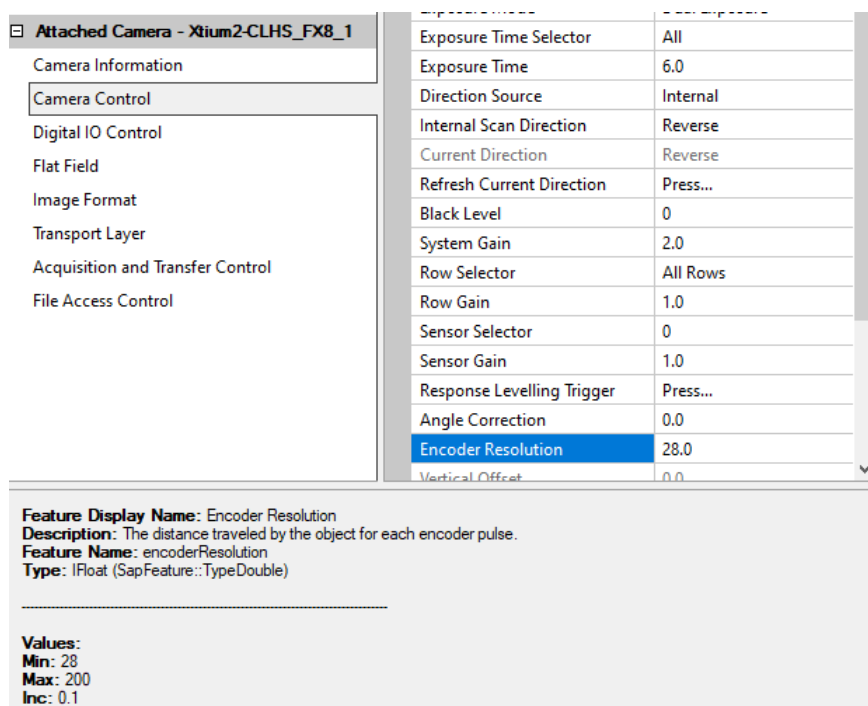 Attached Camera - Xtium2-CLHS_FX8_1
Camera Information
Camera Control
Digital IO Control
Flat Field
Image Format
Transport Layer
Acquisition and Transfer Control
File Access Control
Exposure Time Selector All
Exposure Time 6.0
Direction Source Internal
Internal Scan Direction Reverse
Current Direction Reverse
Refresh Current Direction Press...
Black Level 0
System Gain 2.0
Row Selector All Rows
Row Gain 1.0
Sensor Selector 0
Sensor Gain 1.0
Response Levelling Trigger Press...
Angle Correction 0.0
Encoder Resolution 28.0
Vertical Offset 0.0
Feature Display Name: Encoder Resolution
Description: The distance traveled by the object for each encoder pulse.
Feature Name: encoderResolution
Type: IFloat (SapFeature::TypeDouble)
Values:
Min: 28
Max: 200
Inc: 0.1